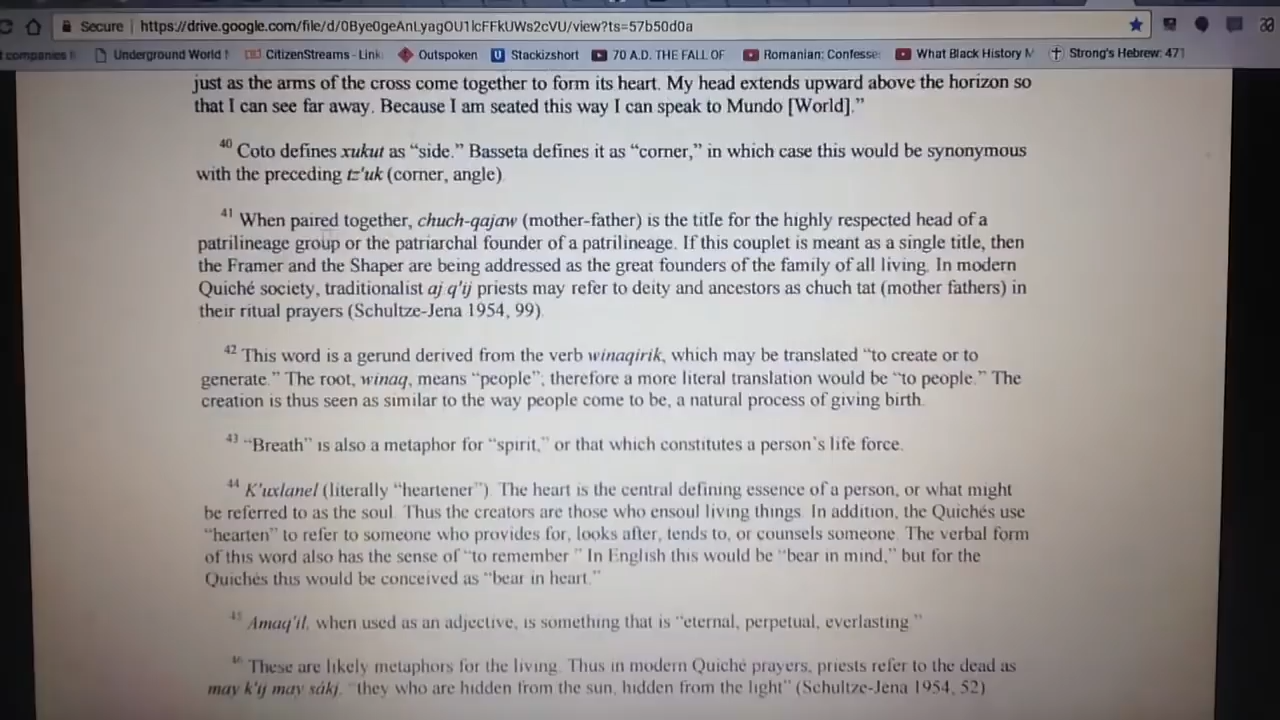 Secure | https://drive.google.com/file/d/0Bye0geAnLyagOU1lcFFkUWs2cVU/view?ts=57b50d0a
companies Underground World CitizenStreams - Link Outspoken Stackizshort 70 A.D. THE FALL OF Romanian: Confesse What Black History M Strong's Hebrew: 471
just as the arms of the cross come together to form its heart. My head extends upward above the horizon so
that I can see far away. Because I am seated this way I can speak to Mundo [World].”
40 Coto defines xukut as “side.” Basseta defines it as “corner,” in which case this would be synonymous
with the preceding tz'uk (corner, angle)
41 When paired together, chuch-qajaw (mother-father) is the title for the highly respected head of a
patrilineage group or the patriarchal founder of a patrilineage. If this couplet is meant as a single title, then
the Framer and the Shaper are being addressed as the great founders of the family of all living. In modern
Quiché society, traditionalist aj q'ij priests may refer to deity and ancestors as chuch tat (mother fathers) in
their ritual prayers (Schultze-Jena 1954, 99).
42 This word is a gerund derived from the verb winaqirik, which may be translated “to create or to
generate.” The root, winaq, means “people”; therefore a more literal translation would be “to people.” The
creation is thus seen as similar to the way people come to be, a natural process of giving birth.
43 “Breath” is also a metaphor for “spirit,” or that which constitutes a person's life force.
44 K'uxlanel (literally “heartener”). The heart is the central defining essence of a person, or what might
be referred to as the soul. Thus the creators are those who ensoul living things. In addition, the Quichés use
“hearten” to refer to someone who provides for, looks after, tends to, or counsels someone. The verbal form
of this word also has the sense of “to remember.” In English this would be “bear in mind,” but for the
Quichés this would be conceived as “bear in heart.”
45 Amaq'il, when used as an adjective, is something that is “eternal, perpetual, everlasting.”
46 These are likely metaphors for the living. Thus in modern Quiché prayers, priests refer to the dead as
may k'ij may sákj, “they who are hidden from the sun, hidden from the light” (Schultze-Jena 1954, 52)